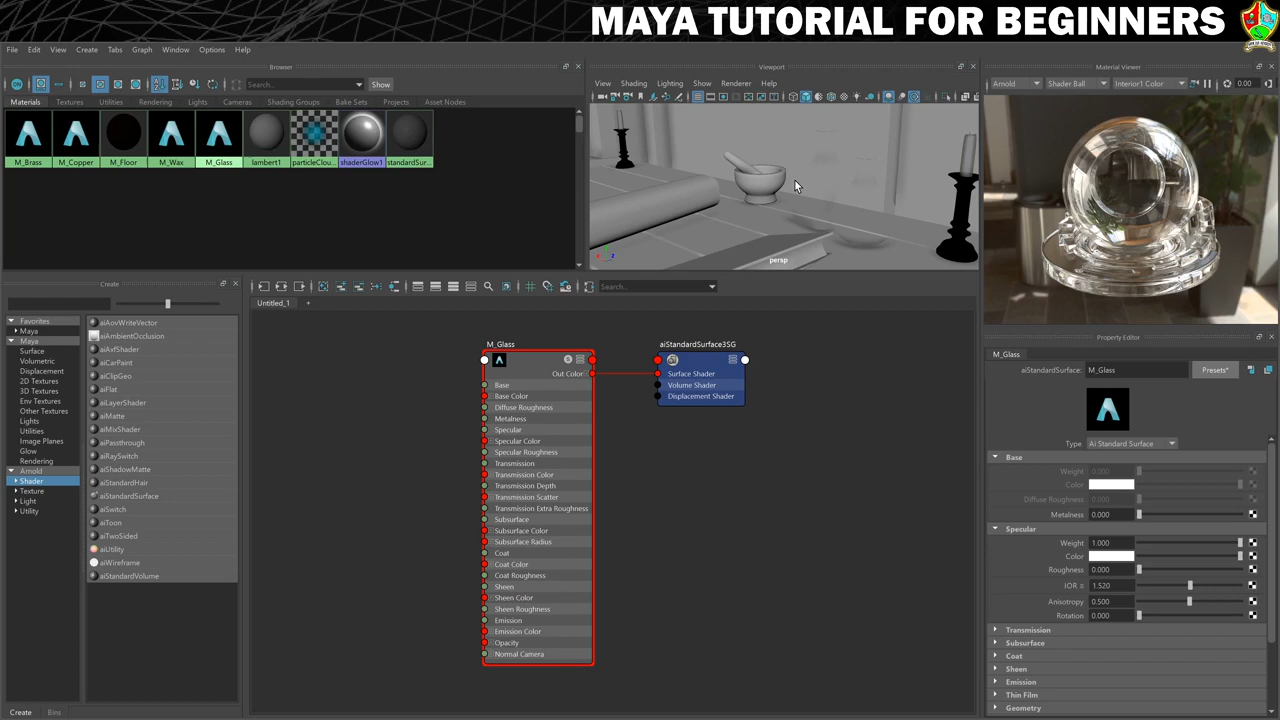 MAYA TUTORIAL FOR BEGINNERS
File Edit View Create Tabs Graph Window Options Help
Browser
Viewport
Material Viewer
ON
Search...
Show
View Shading Lighting Show Renderer Help
Arnold
Shader Ball
Interior1 Color
0.00
Materials Textures Utilities Rendering Lights Cameras Shading Groups Bake Sets Projects Asset Nodes
M_Brass M_Copper M_Floor M_Wax M_Glass lambert1 particleClou... shaderGlow1 standardSur...
persp
Create
Search...
Untitled_1 +
Favorites
Maya
Maya
Surface
Volumetric
Displacement
2D Textures
3D Textures
Env Textures
Other Textures
Lights
Utilities
Image Planes
Glow
Rendering
Arnold
Shader
Texture
Light
Utility
aiAovWriteVector
aiAmbientOcclusion
aiAxfShader
aiCarPaint
aiClipGeo
aiFlat
aiLayerShader
aiMatte
aiMixShader
aiPassthrough
aiRaySwitch
aiShadowMatte
aiStandardHair
aiStandardSurface
aiSwitch
aiToon
aiTwoSided
aiUtility
aiWireframe
aiStandardVolume
Create Bins
M_Glass
Out Color
Base
Base Color
Diffuse Roughness
Metalness
Specular
Specular Color
Specular Roughness
Transmission
Transmission Color
Transmission Depth
Transmission Scatter
Transmission Extra Roughness
Subsurface
Subsurface Color
Subsurface Radius
Coat
Coat Color
Coat Roughness
Sheen
Sheen Color
Sheen Roughness
Emission
Emission Color
Opacity
Normal Camera
aiStandardSurface3SG
Surface Shader
Volume Shader
Displacement Shader
Property Editor
M_Glass
aiStandardSurface: M_Glass
Presets*
Type Ai Standard Surface
Base
Weight 0.000
Color
Diffuse Roughness 0.000
Metalness 0.000
Specular
Weight 1.000
Color
Roughness 0.000
IOR = 1.520
Anisotropy 0.500
Rotation 0.000
Transmission
Subsurface
Coat
Sheen
Emission
Thin Film
Geometry